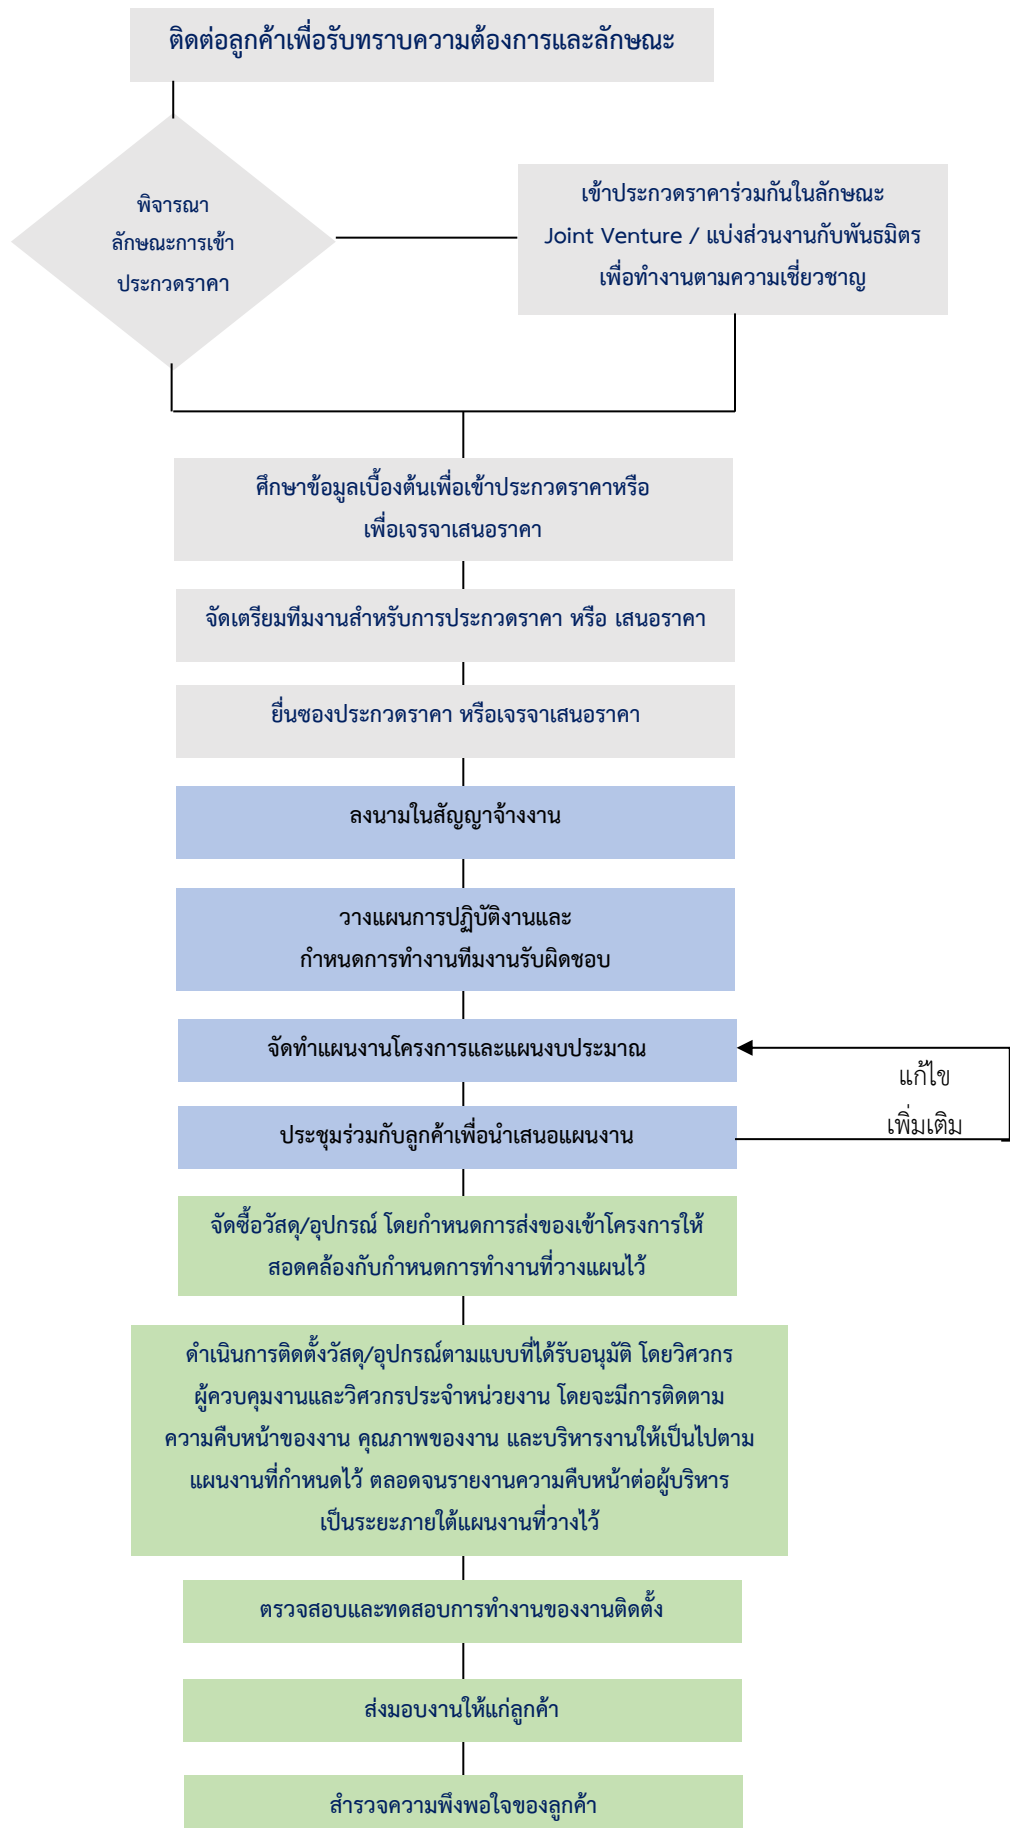 ติดต่อลูกค้าเพื่อรับทราบความต้องการและลักษณะ
พิจารณา
ลักษณะการเข้า
ประกวดราคา
เข้าประกวดราคาร่วมกันในลักษณะ
Joint Venture / แบ่งส่วนงานกับพันธมิตร
เพื่อทำงานตามความเชี่ยวชาญ
ศึกษาข้อมูลเบื้องต้นเพื่อเข้าประกวดราคาหรือ
เพื่อเจรจาเสนอราคา
จัดเตรียมทีมงานสำหรับการประกวดราคา หรือ เสนอราคา
ยื่นซองประกวดราคา หรือเจรจาเสนอราคา
ลงนามในสัญญาจ้างงาน
วางแผนการปฏิบัติงานและ
กำหนดการทำงานทีมงานรับผิดชอบ
จัดทำแผนงานโครงการและแผนงบประมาณ
แก้ไข
เพิ่มเติม
ประชุมร่วมกับลูกค้าเพื่อนำเสนอแผนงาน
จัดซื้อวัสดุ/อุปกรณ์ โดยกำหนดการส่งของเข้าโครงการให้
สอดคล้องกับกำหนดการทำงานที่วางแผนไว้
ดำเนินการติดตั้งวัสดุ/อุปกรณ์ตามแบบที่ได้รับอนุมัติ โดยวิศวกร
ผู้ควบคุมงานและวิศวกรประจำหน่วยงาน โดยจะมีการติดตาม
ความคืบหน้าของงาน คุณภาพของงาน และบริหารงานให้เป็นไปตาม
แผนงานที่กำหนดไว้ ตลอดจนรายงานความคืบหน้าต่อผู้บริหาร
เป็นระยะภายใต้แผนงานที่วางไว้
ตรวจสอบและทดสอบการทำงานของงานติดตั้ง
ส่งมอบงานให้แก่ลูกค้า
สำรวจความพึงพอใจของลูกค้า